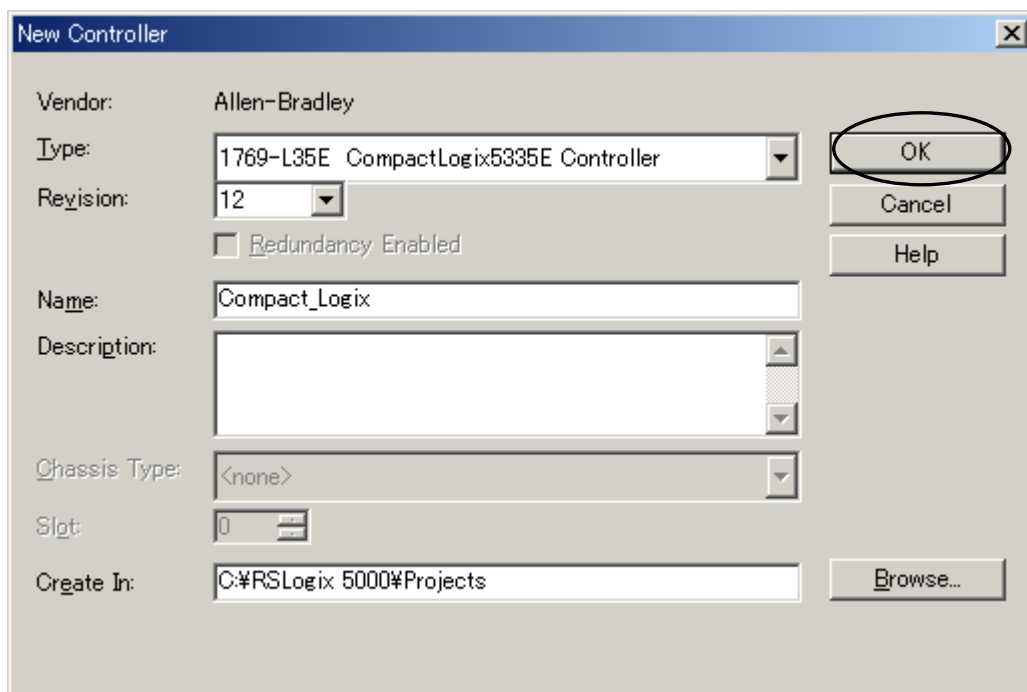 New Controller
Vendor: Allen-Bradley
Type: 1769-L35E CompactLogix5335E Controller OK
Revision: 12 Cancel
Redundancy Enabled Help
Name: Compact_Logix
Description:
Chassis Type: <none>
Slot: 0
Create In: C:¥RSLogix 5000¥Projects Browse...